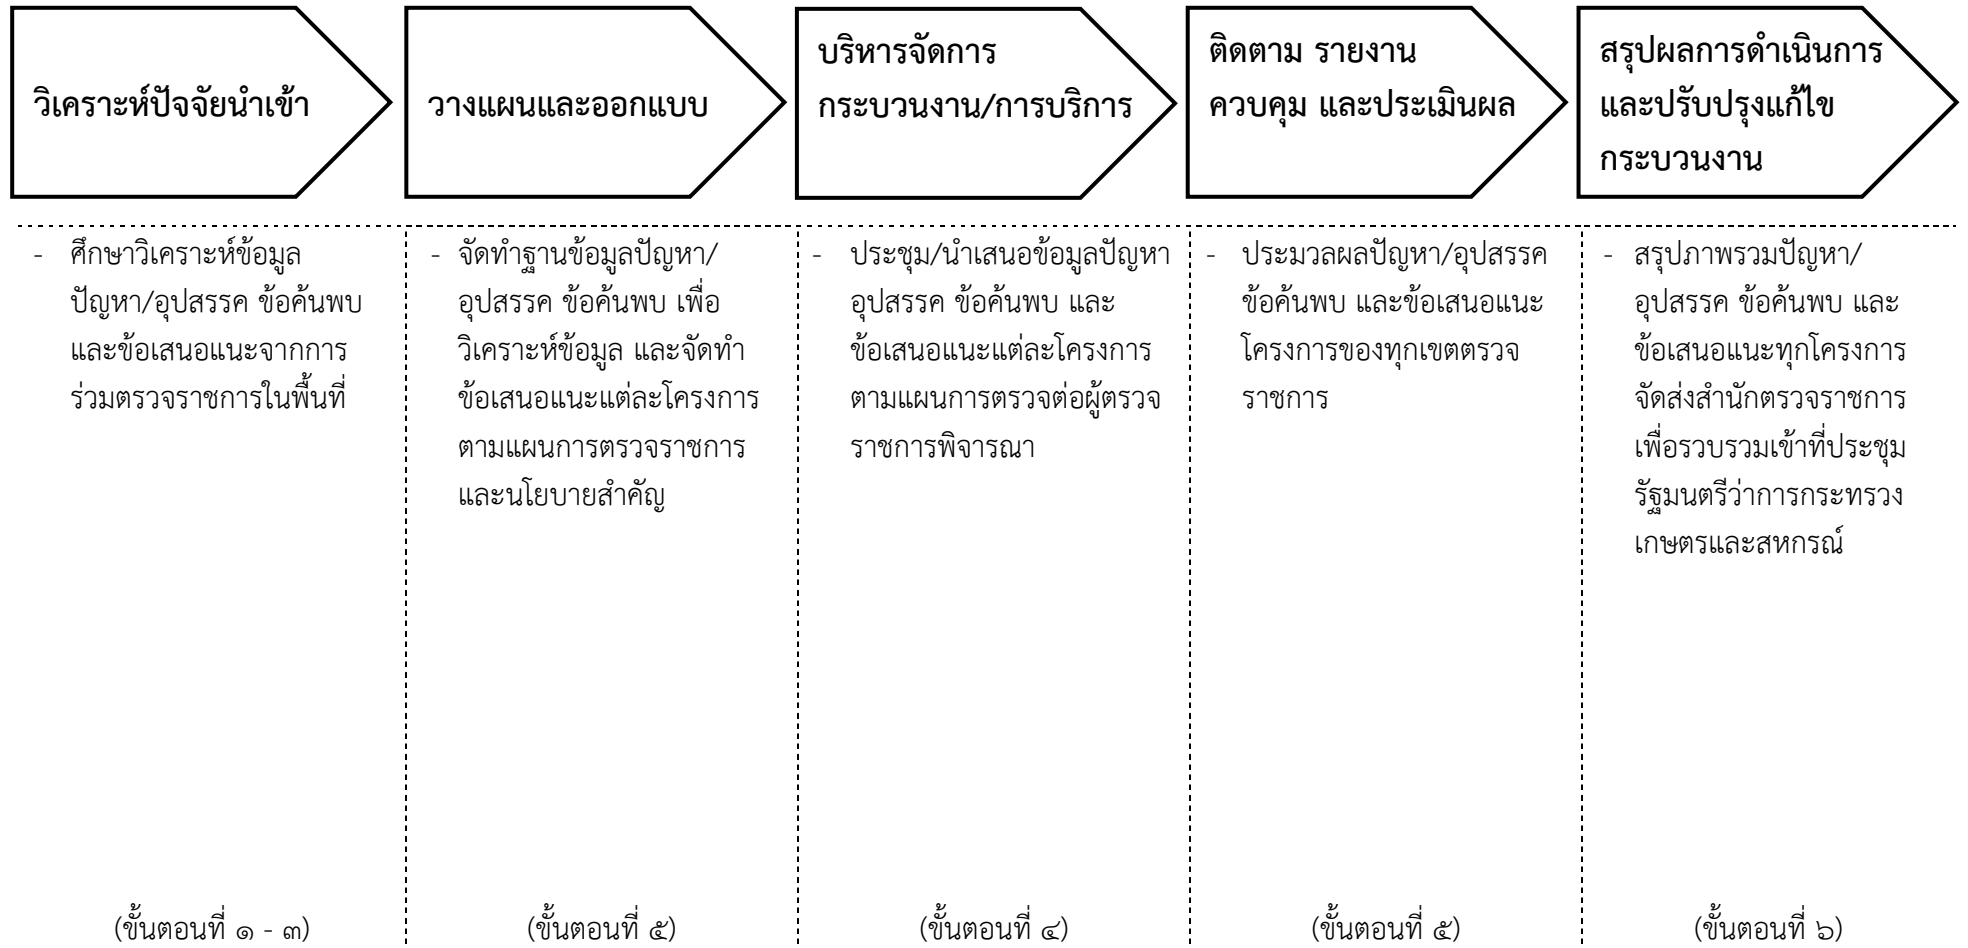 วิเคราะห์ปัจจัยนำเข้า
วางแผนและออกแบบ
บริหารจัดการ
กระบวนงาน/การบริการ
ติดตาม รายงาน
ควบคุม และประเมินผล
สรุปผลการดำเนินการ
และปรับปรุงแก้ไข
กระบวนงาน
- ศึกษาวิเคราะห์ข้อมูล
ปัญหา/อุปสรรค ข้อค้นพบ
และข้อเสนอแนะจากการ
ร่วมตรวจราชการในพื้นที่
(ขั้นตอนที่ ๑ - ๓)
- จัดทำฐานข้อมูลปัญหา/
อุปสรรค ข้อค้นพบ เพื่อ
วิเคราะห์ข้อมูล และจัดทำ
ข้อเสนอแนะแต่ละโครงการ
ตามแผนการตรวจราชการ
และนโยบายสำคัญ
(ขั้นตอนที่ ๕)
- ประชุม/นำเสนอข้อมูลปัญหา
อุปสรรค ข้อค้นพบ และ
ข้อเสนอแนะแต่ละโครงการ
ตามแผนการตรวจต่อผู้ตรวจ
ราชการพิจารณา
(ขั้นตอนที่ ๔)
- ประมวลผลปัญหา/อุปสรรค
ข้อค้นพบ และข้อเสนอแนะ
โครงการของทุกเขตตรวจ
ราชการ
(ขั้นตอนที่ ๕)
- สรุปภาพรวมปัญหา/
อุปสรรค ข้อค้นพบ และ
ข้อเสนอแนะทุกโครงการ
จัดส่งสำนักตรวจราชการ
เพื่อรวบรวมเข้าที่ประชุม
รัฐมนตรีว่าการกระทรวง
เกษตรและสหกรณ์
(ขั้นตอนที่ ๖)